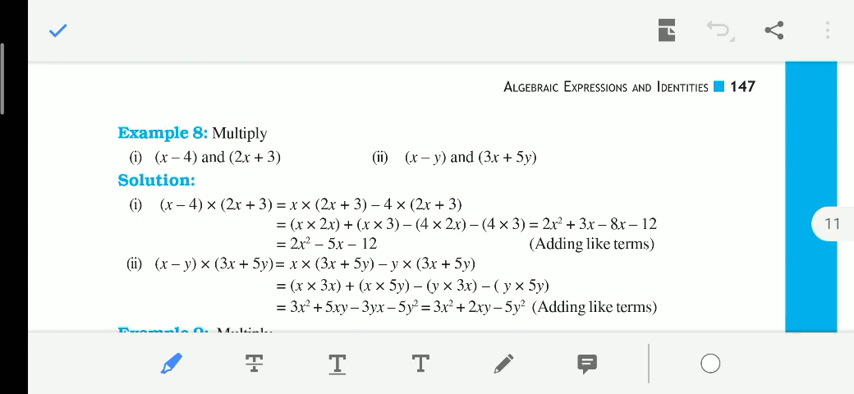 ALGEBRAIC EXPRESSIONS AND IDENTITIES 147
Example 8: Multiply
(i) (x – 4) and (2x + 3) (ii) (x – y) and (3x + 5y)
Solution:
(i) (x – 4) × (2x + 3) = x × (2x + 3) – 4 × (2x + 3)
= (x × 2x) + (x × 3) – (4 × 2x) – (4 × 3) = 2x² + 3x – 8x – 12
= 2x² – 5x – 12 (Adding like terms)
11
(ii) (x – y) × (3x + 5y) = x × (3x + 5y) – y × (3x + 5y)
= (x × 3x) + (x × 5y) – (y × 3x) – ( y × 5y)
= 3x² + 5xy – 3yx – 5y² = 3x² + 2xy – 5y² (Adding like terms)
Example 9: Multiply
T T T